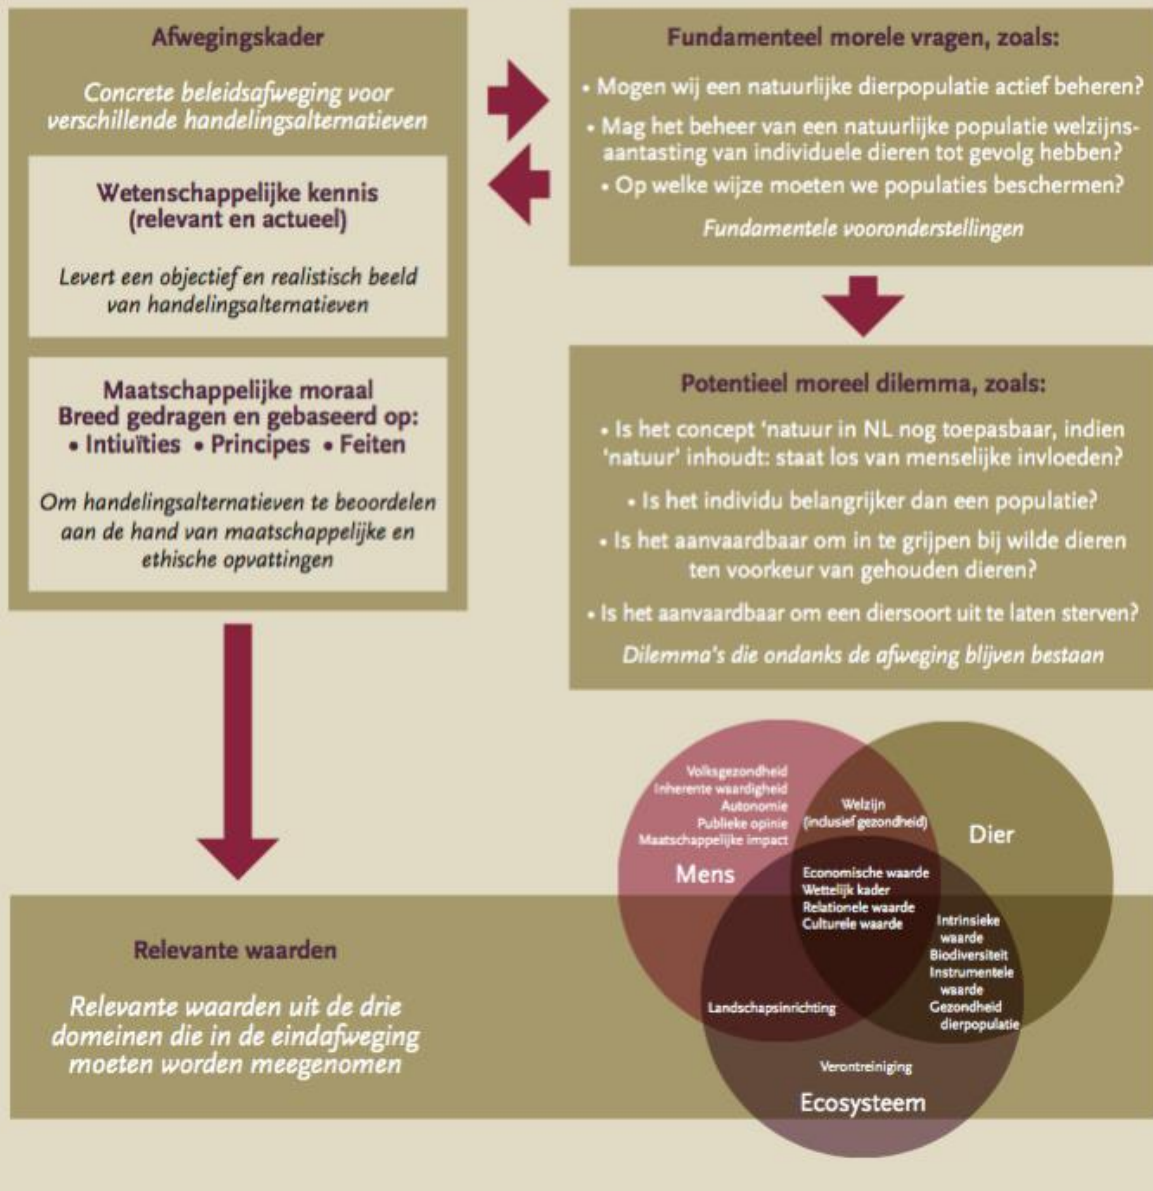 Afwegingskader
Concrete beleidsafweging voor
verschillende handelingsalternatieven
Wetenschappelijke kennis
(relevant en actueel)
Levert een objectief en realistisch beeld
van handelingsalternatieven
Maatschappelijke moraal
Breed gedragen en gebaseerd op:
• Intiuïties • Principes • Feiten
Om handelingsalternatieven te beoordelen
aan de hand van maatschappelijke en
ethische opvattingen
Fundamenteel morele vragen, zoals:
• Mogen wij een natuurlijke dierpopulatie actief beheren?
• Mag het beheer van een natuurlijke populatie welzijns-
aantasting van individuele dieren tot gevolg hebben?
• Op welke wijze moeten we populaties beschermen?
Fundamentele vooronderstellingen
Potentieel moreel dilemma, zoals:
• Is het concept ‘natuur in NL nog toepasbaar, indien
‘natuur’ inhoudt: staat los van menselijke invloeden?
• Is het individu belangrijker dan een populatie?
• Is het aanvaardbaar om in te grijpen bij wilde dieren
ten voorkeur van gehouden dieren?
• Is het aanvaardbaar om een diersoort uit te laten sterven?
Dilemma's die ondanks de afweging blijven bestaan
Relevante waarden
Relevante waarden uit de drie
domeinen die in de eindafweging
moeten worden meegenomen
Volksgezondheid
Inherente waardigheid
Autonomie
Publieke opinie
Maatschappelijke impact
Mens
Welzijn
(inclusief gezondheid)
Dier
Economische waarde
Wettelijk kader
Relationele waarde
Culturele waarde
Intrinsieke
waarde
Biodiversiteit
Instrumentele
waarde
Gezondheid
dierpopulatie
Landschapsinrichting
Verontreiniging
Ecosysteem